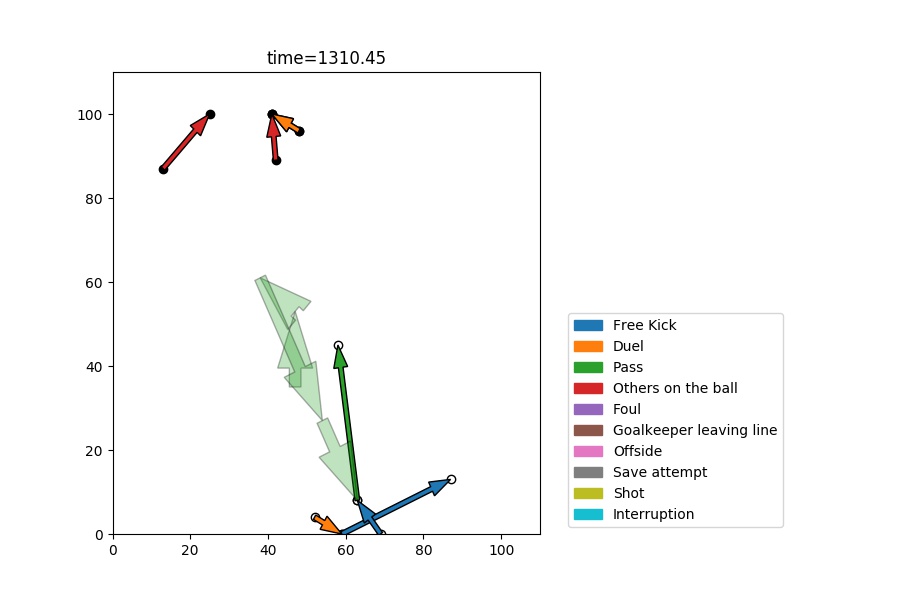 time=1310.45
100
80
60
40
20
0
0 20 40 60 80 100
Free Kick
Duel
Pass
Others on the ball
Foul
Goalkeeper leaving line
Offside
Save attempt
Shot
Interruption